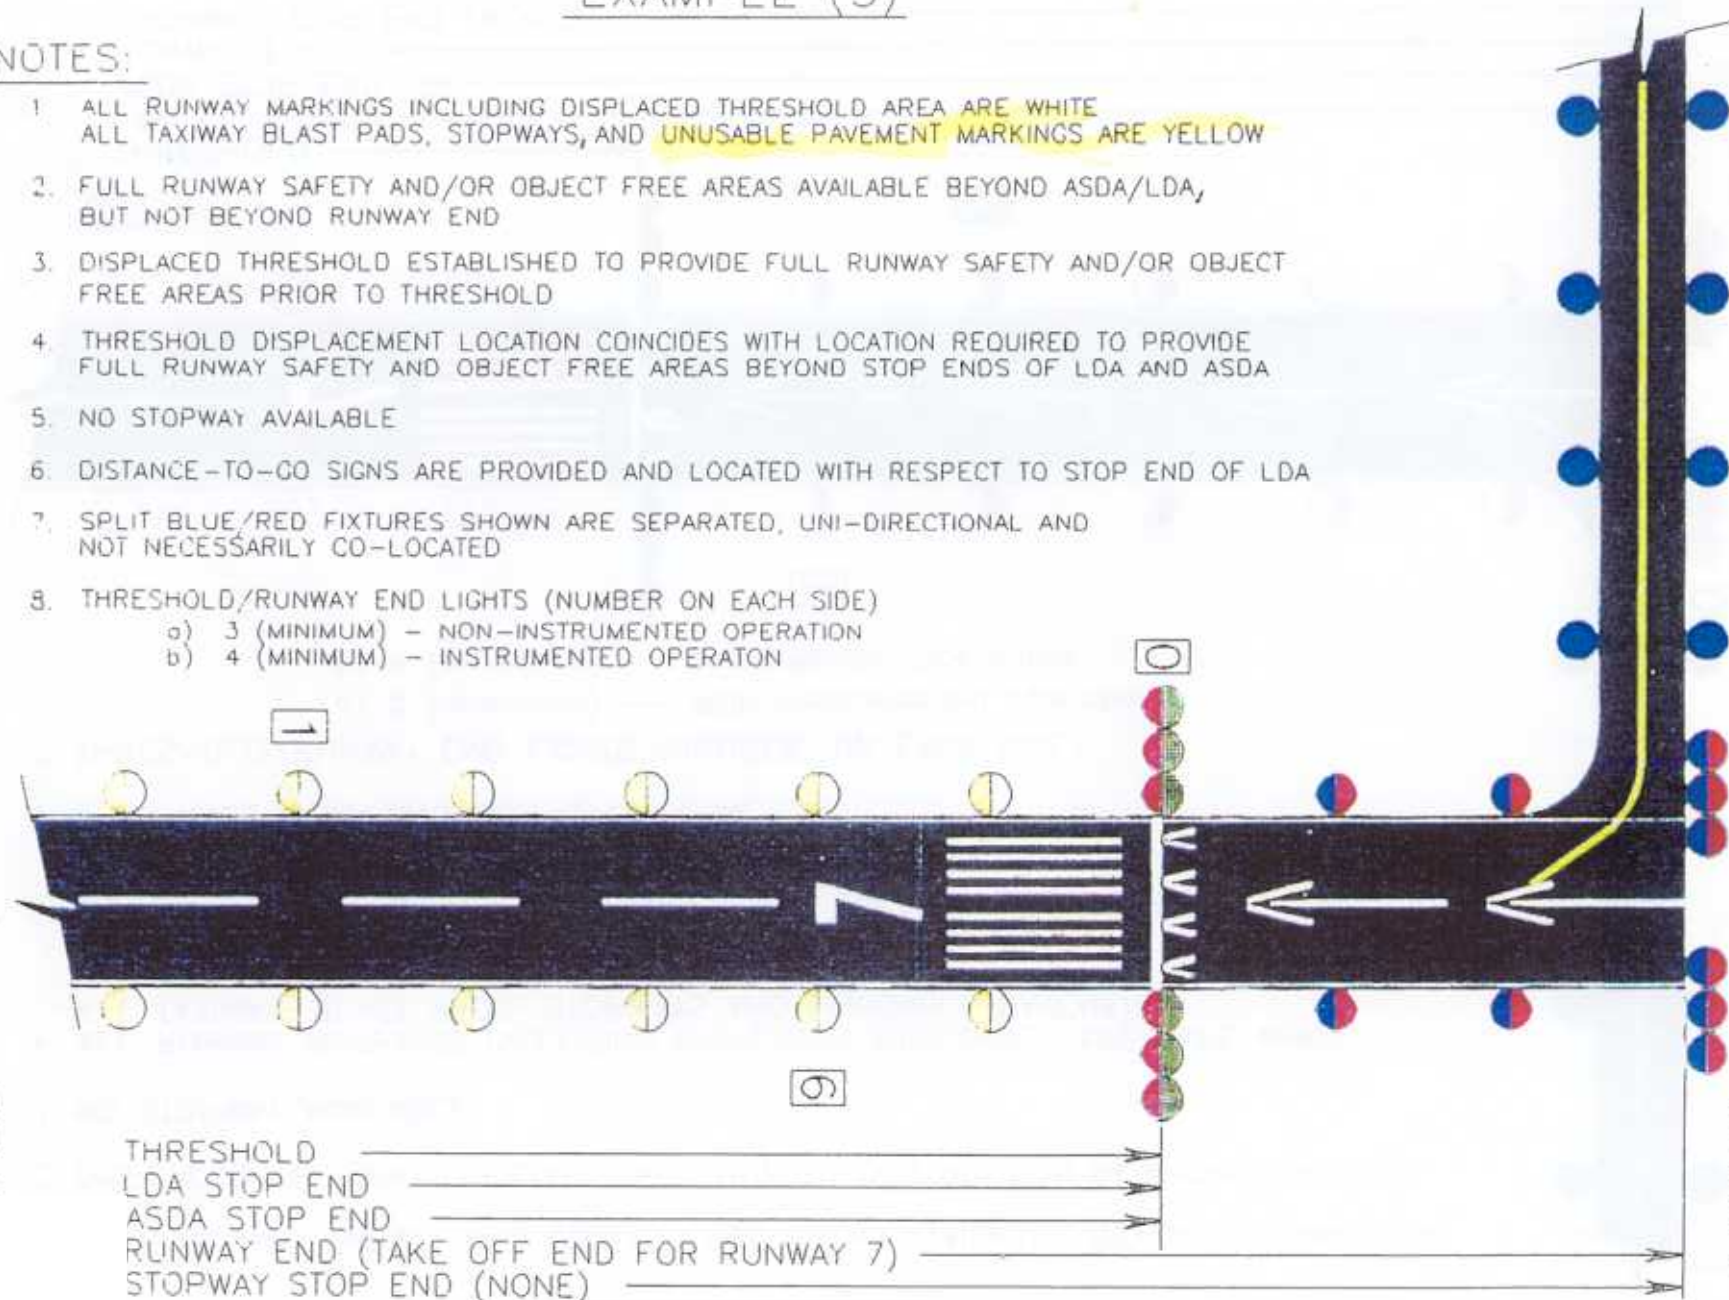 EXAMPLE (5)
NOTES:
1 ALL RUNWAY MARKINGS INCLUDING DISPLACED THRESHOLD AREA ARE WHITE
ALL TAXIWAY BLAST PADS, STOPWAYS, AND UNUSABLE PAVEMENT MARKINGS ARE YELLOW
2. FULL RUNWAY SAFETY AND/OR OBJECT FREE AREAS AVAILABLE BEYOND ASDA/LDA,
BUT NOT BEYOND RUNWAY END
3. DISPLACED THRESHOLD ESTABLISHED TO PROVIDE FULL RUNWAY SAFETY AND/OR OBJECT
FREE AREAS PRIOR TO THRESHOLD
4. THRESHOLD DISPLACEMENT LOCATION COINCIDES WITH LOCATION REQUIRED TO PROVIDE
FULL RUNWAY SAFETY AND OBJECT FREE AREAS BEYOND STOP ENDS OF LDA AND ASDA
5. NO STOPWAY AVAILABLE
6. DISTANCE-TO-GO SIGNS ARE PROVIDED AND LOCATED WITH RESPECT TO STOP END OF LDA
7. SPLIT BLUE/RED FIXTURES SHOWN ARE SEPARATED, UNI-DIRECTIONAL AND
NOT NECESSARILY CO-LOCATED
8. THRESHOLD/RUNWAY END LIGHTS (NUMBER ON EACH SIDE)
a) 3 (MINIMUM) - NON-INSTRUMENTED OPERATION
b) 4 (MINIMUM) - INSTRUMENTED OPERATON
0
1
7
9
THRESHOLD
LDA STOP END
ASDA STOP END
RUNWAY END (TAKE OFF END FOR RUNWAY 7)
STOPWAY STOP END (NONE)